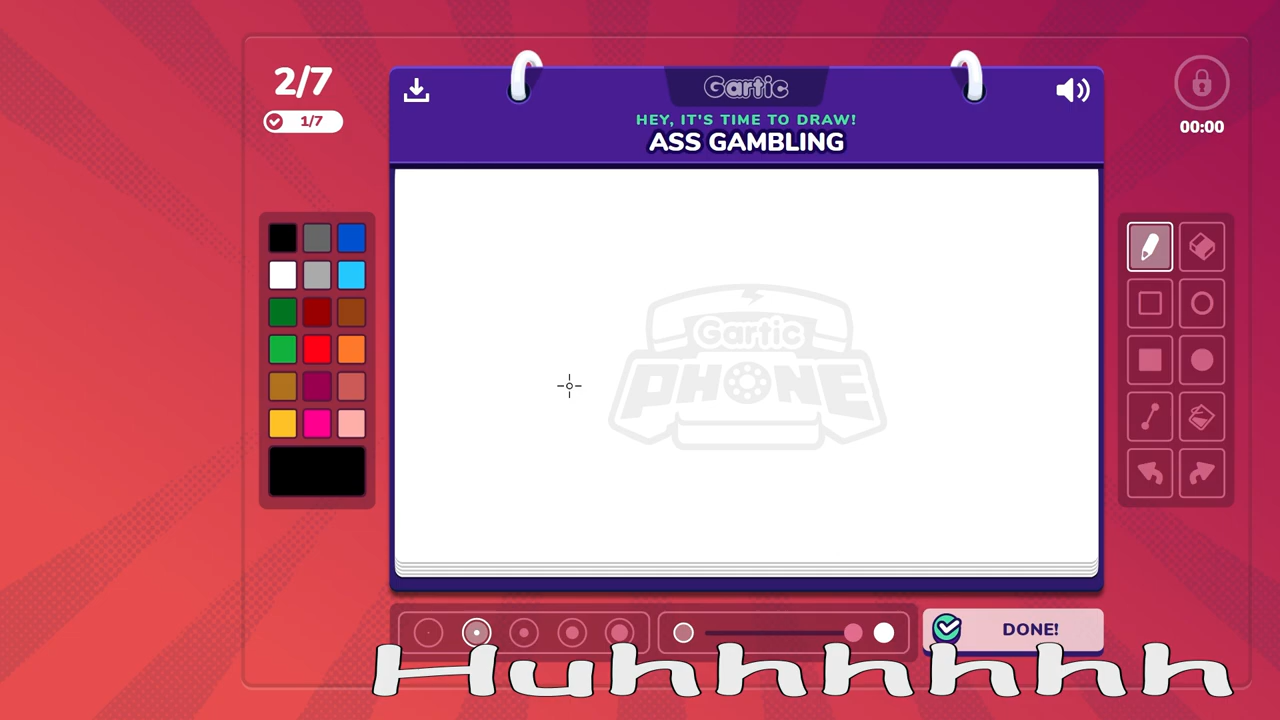 2/7
1/7
Gartic
HEY, IT'S TIME TO DRAW!
ASS GAMBLING
00:00
Gartic
PHONE
DONE!
Huhhhhhh